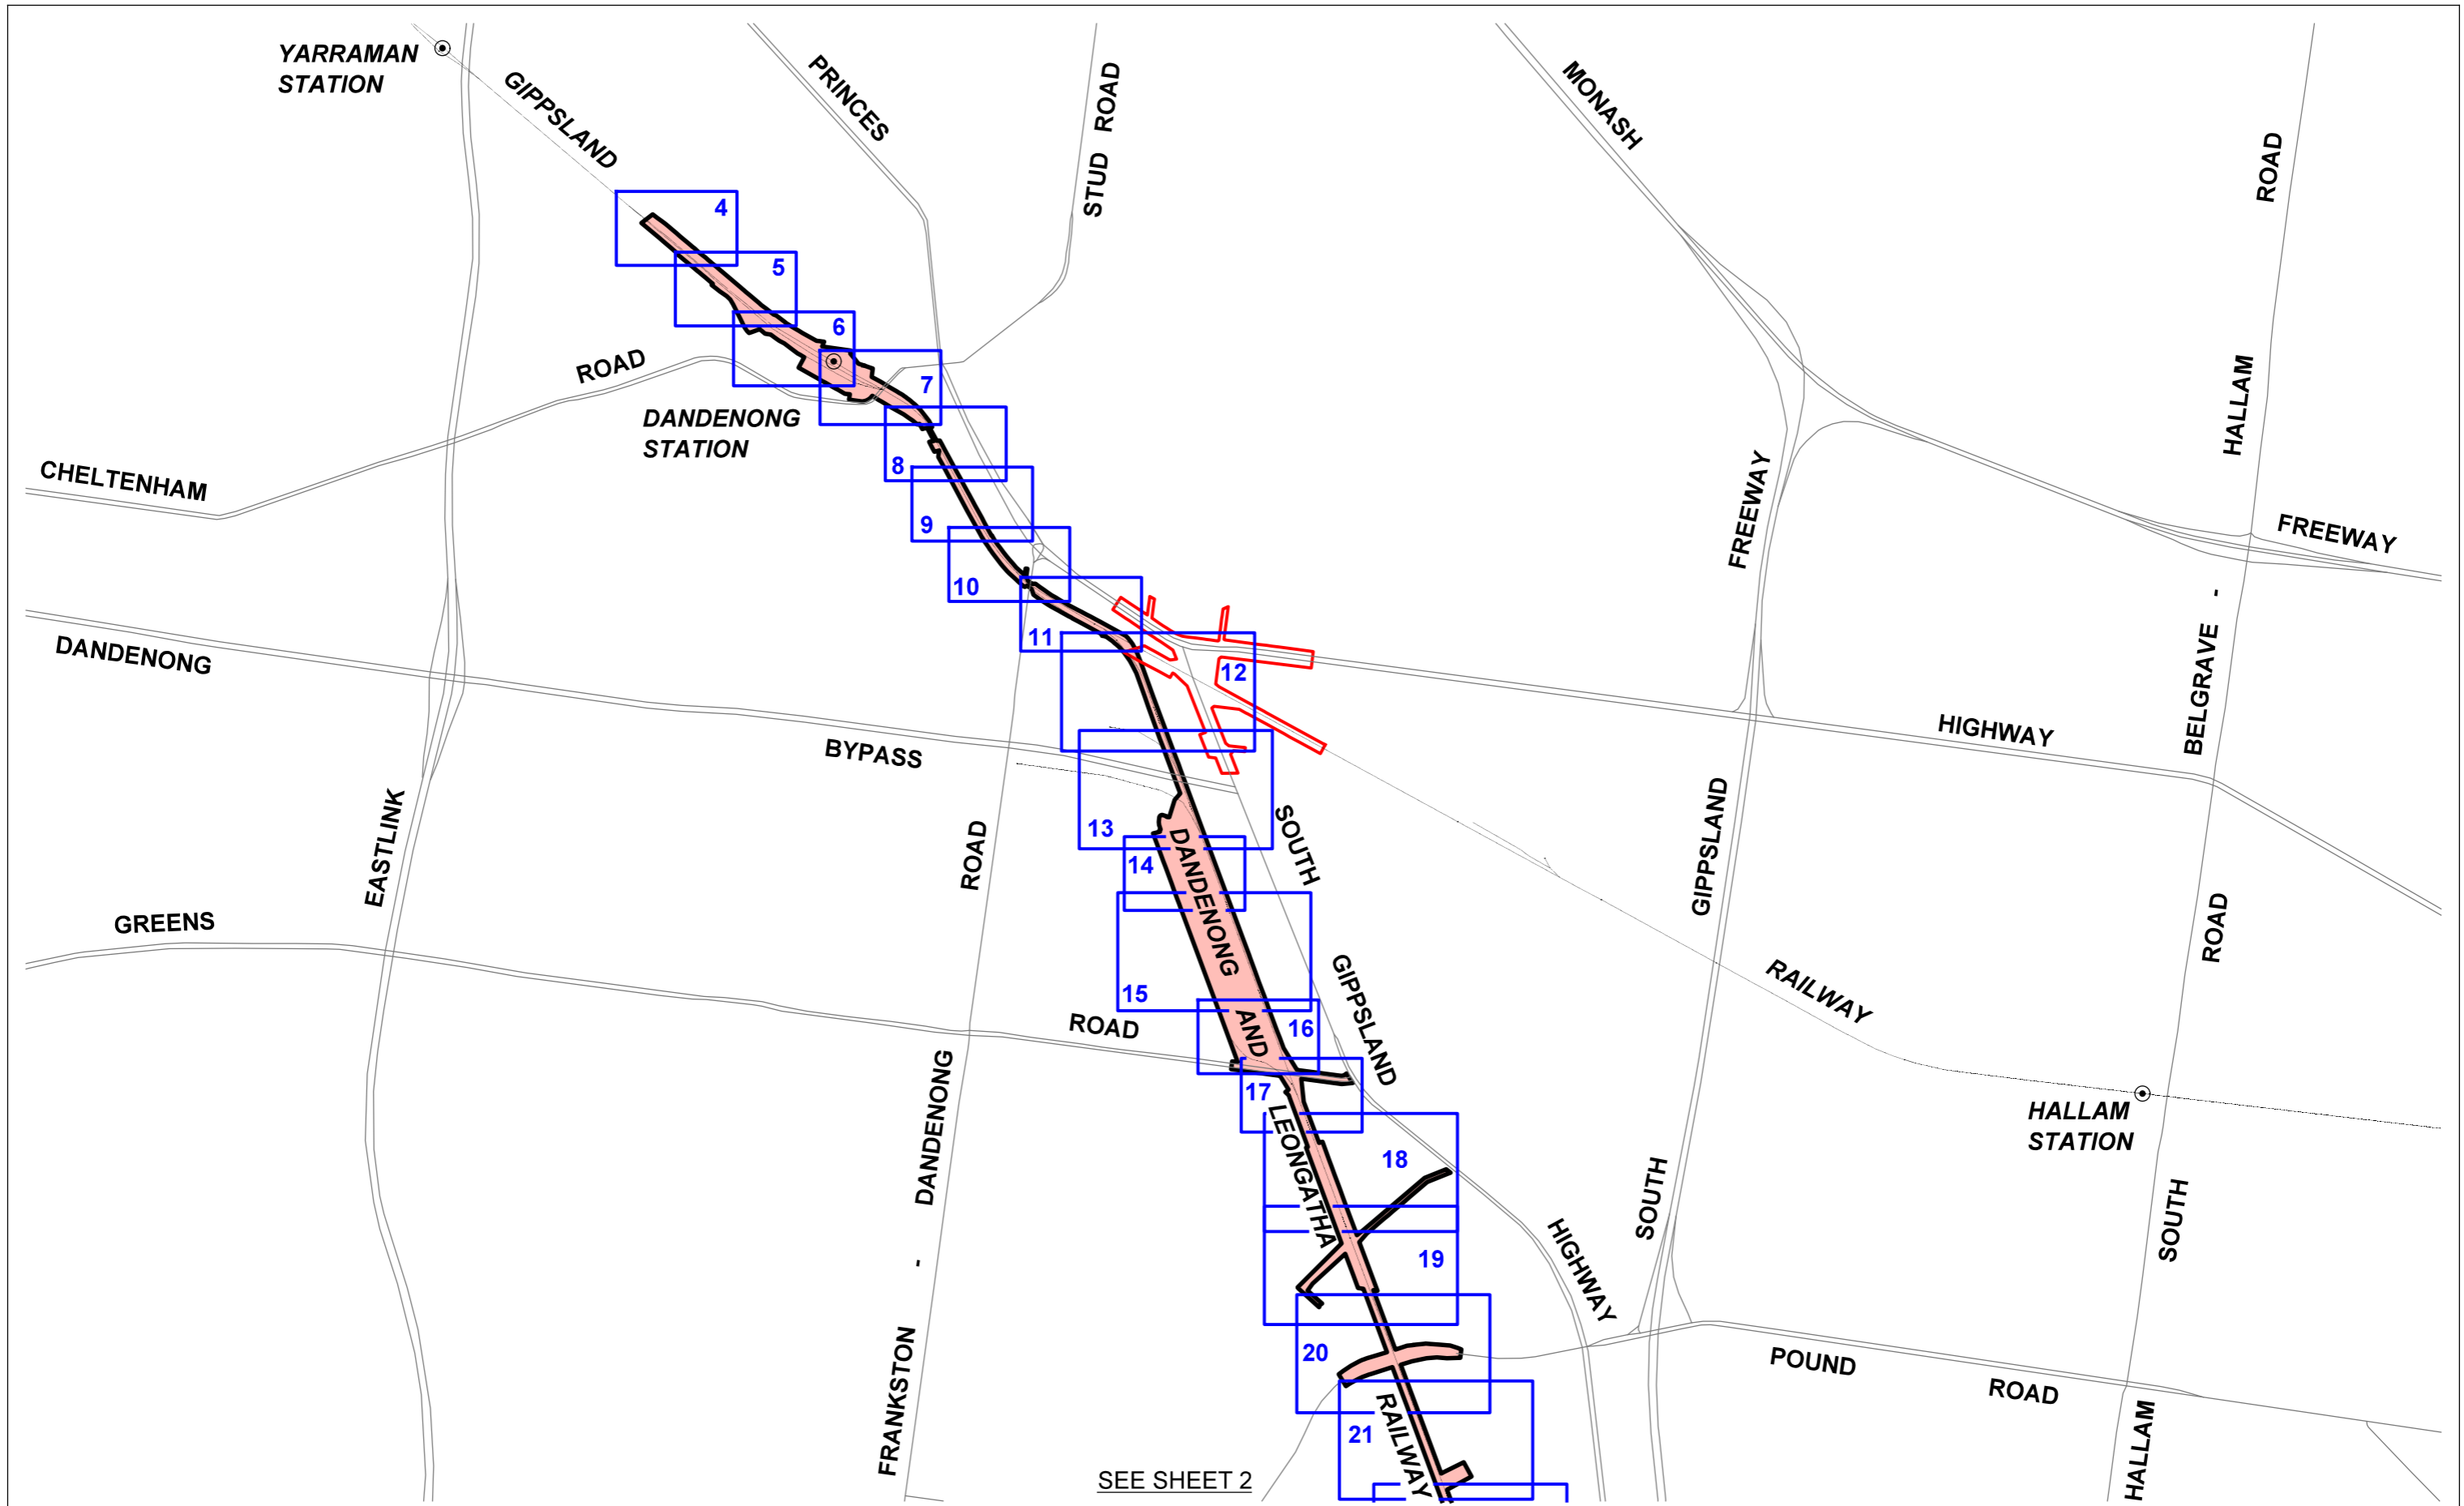 YARRAMAN
STATION
GIPPSLAND
PRINCES
STUD ROAD
MONASH
ROAD
4
5
6
7
ROAD
DANDENONG
STATION
HALLAM
CHELTENHAM
8
9
10
FREEWAY
FREEWAY
11
12
BELGRAVE -
DANDENONG
BYPASS
HIGHWAY
EASTLINK
ROAD
13
14
15
16
17
DANDENONG
AND
LEONGATHA
RAILWAY
SOUTH
GIPPSLAND
HIGHWAY
GIPPSLAND
SOUTH
GREENS
ROAD
ROAD
RAILWAY
HALLAM
STATION
DANDENONG
-
FRANKSTON
18
19
20
21
SOUTH
POUND
ROAD
HALLAM
SEE SHEET 2